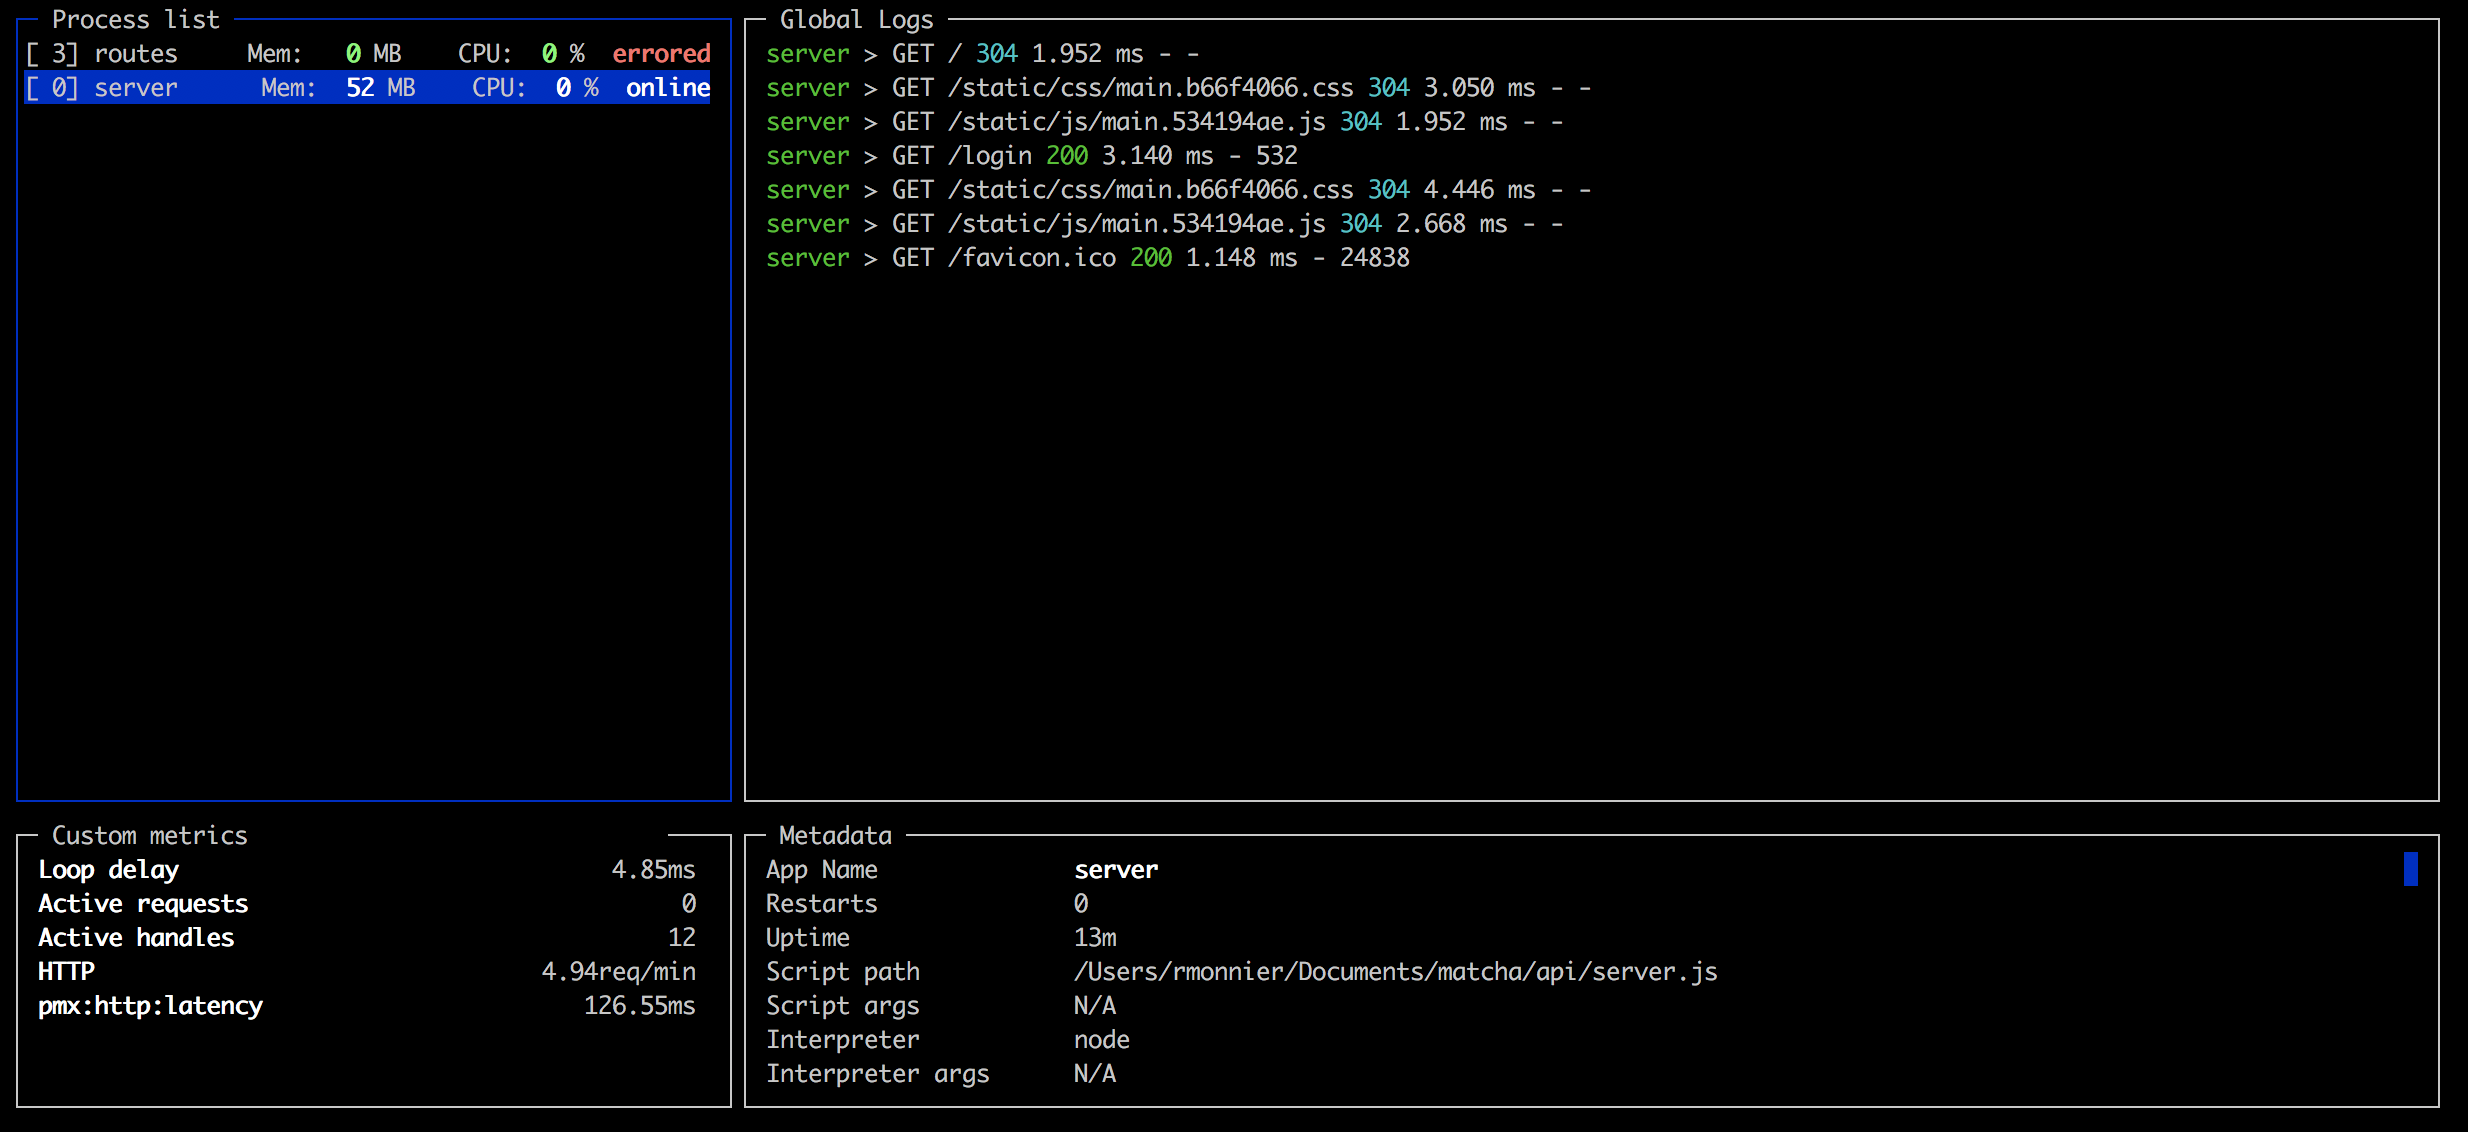 Process list
[ 3] routes Mem: 0 MB CPU: 0 % errored
[ 0] server Mem: 52 MB CPU: 0 % online
Global Logs
server > GET / 304 1.952 ms - -
server > GET /static/css/main.b66f4066.css 304 3.050 ms - -
server > GET /static/js/main.534194ae.js 304 1.952 ms - -
server > GET /login 200 3.140 ms - 532
server > GET /static/css/main.b66f4066.css 304 4.446 ms - -
server > GET /static/js/main.534194ae.js 304 2.668 ms - -
server > GET /favicon.ico 200 1.148 ms - 24838
Custom metrics
Loop delay 4.85ms
Active requests 0
Active handles 12
HTTP 4.94req/min
pmx:http:latency 126.55ms
Metadata
App Name server
Restarts 0
Uptime 13m
Script path /Users/rmonnier/Documents/matcha/api/server.js
Script args N/A
Interpreter node
Interpreter args N/A